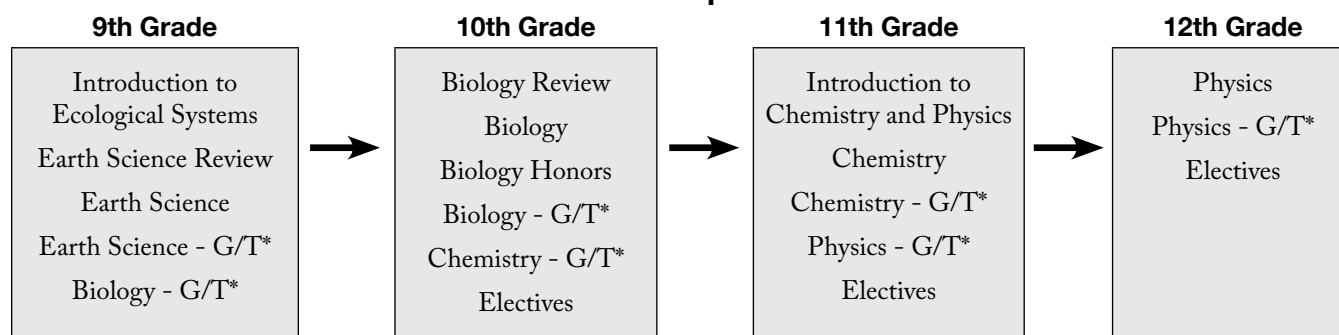 9th Grade
Introduction to
Ecological Systems
Earth Science Review
Earth Science
Earth Science - G/T*
Biology - G/T*
10th Grade
Biology Review
Biology
Biology Honors
Biology - G/T*
Chemistry - G/T*
Electives
11th Grade
Introduction to
Chemistry and Physics
Chemistry
Chemistry - G/T*
Physics - G/T*
Electives
12th Grade
Physics
Physics - G/T*
Electives